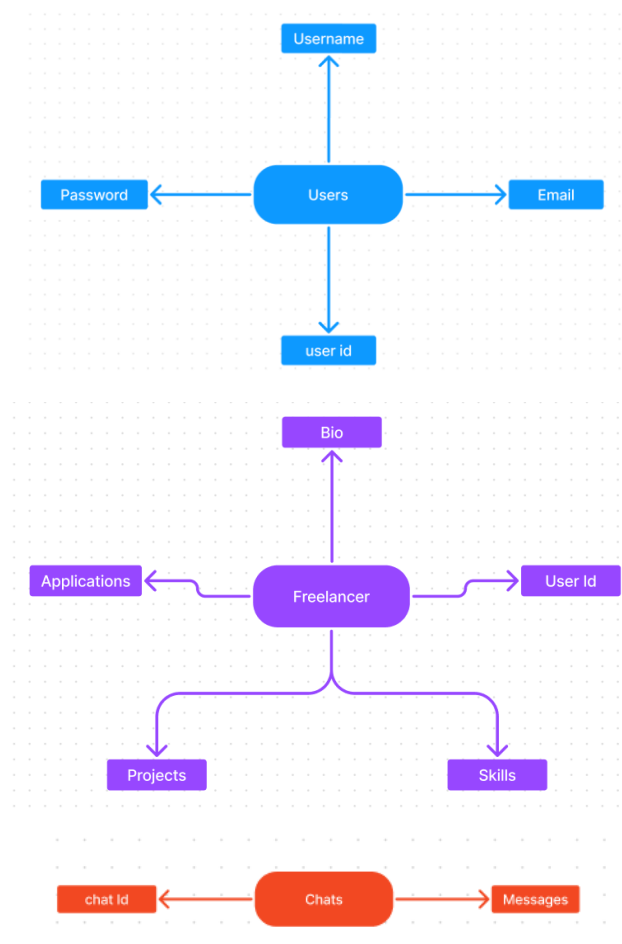 Username
Password
Users
Email
user id
Bio
Applications
Freelancer
User Id
Projects
Skills
chat Id
Chats
Messages